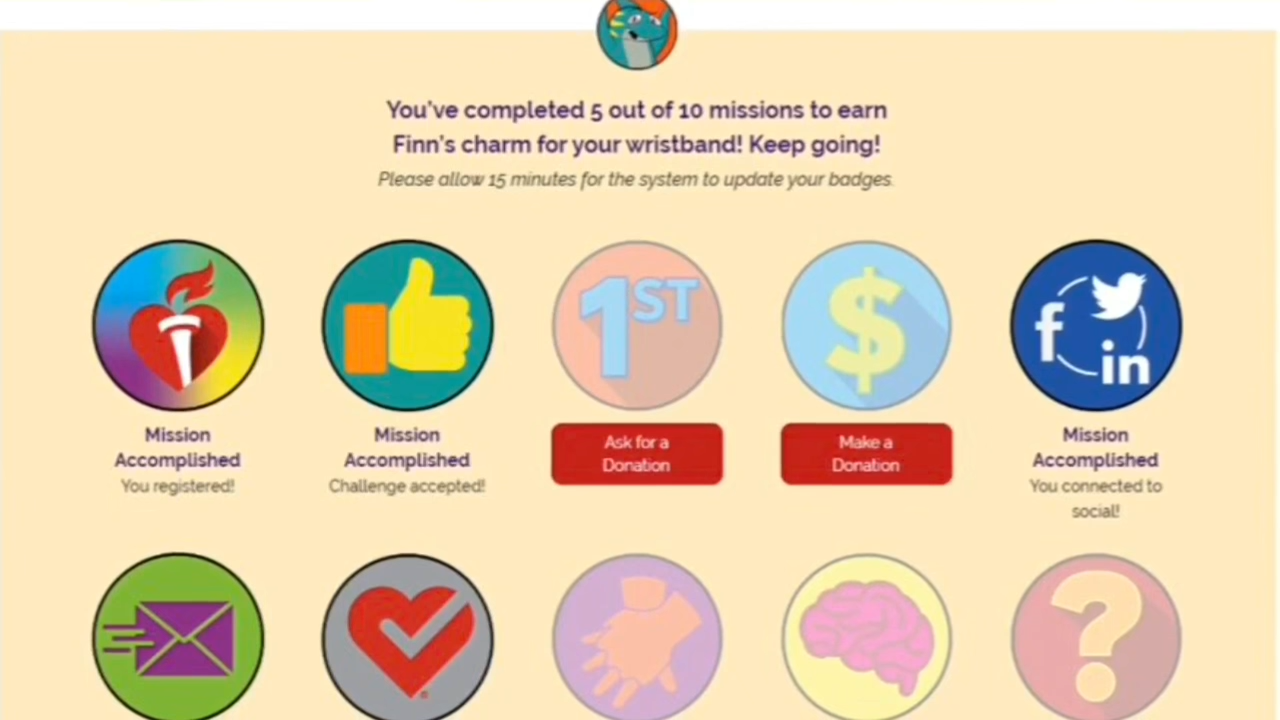 You've completed 5 out of 10 missions to earn
Finn's charm for your wristband! Keep going!
Please allow 15 minutes for the system to update your badges.
1ST
$
f
in
Mission
Accomplished
You registered!
Mission
Accomplished
Challenge accepted!
Ask for a
Donation
Make a
Donation
Mission
Accomplished
You connected to
social!
?